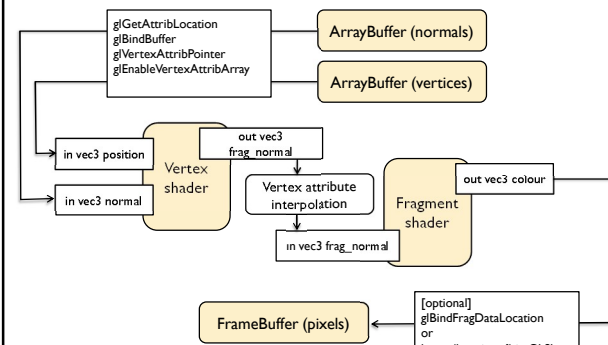 glGetAttribLocation
glBindBuffer
glVertexAttribPointer
glEnableVertexAttribArray
ArrayBuffer (normals)
ArrayBuffer (vertices)
in vec3 position
in vec3 normal
Vertex
shader
out vec3
frag_normal
Vertex attribute
interpolation
in vec3 frag_normal
Fragment
shader
out vec3 colour
FrameBuffer (pixels)
[optional]
glBindFragDataLocation
or